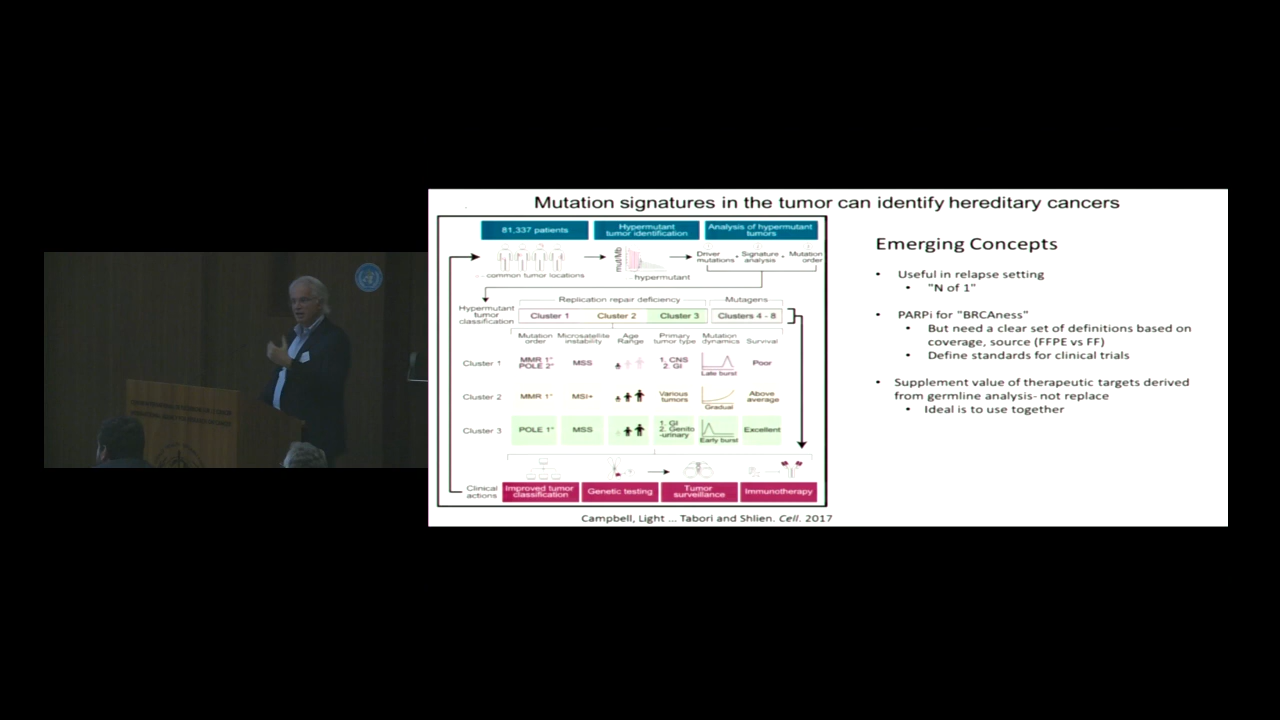 Mutation signatures in the tumor can identify hereditary cancers
81,337 patients
Hypermutant
tumor identification
Analysis of hypermutant
tumors
common tumor locations
mut/Mb
hypermutant
Driver
mutations
Signature
analysis
Mutation
order
Hypermutant
tumor
classification
Replication repair deficiency
Mutagens
Cluster 1
Cluster 2
Cluster 3
Clusters 4 - 8
Mutation
order
Microsatellite
instability
Age
Range
Primary
tumor type
Mutation
dynamics
Survival
Cluster 1
MMR 1°
POLE 2°
MSS
1. CNS
2. GI
Late burst
Poor
Cluster 2
MMR 1°
MSI+
Various
tumors
Gradual
Above
average
Cluster 3
POLE 1°
MSS
1. GI
2. Genito
-urinary
Early burst
Excellent
Clinical
actions
Improved tumor
classification
Genetic testing
Tumor
surveillance
Immunotherapy
Campbell, Light ... Tabori and Shlien. Cell. 2017
Emerging Concepts
• Useful in relapse setting
• "N of 1"
• PARPi for "BRCAness"
• But need a clear set of definitions based on
coverage, source (FFPE vs FF)
• Define standards for clinical trials
• Supplement value of therapeutic targets derived
from germline analysis- not replace
• Ideal is to use together